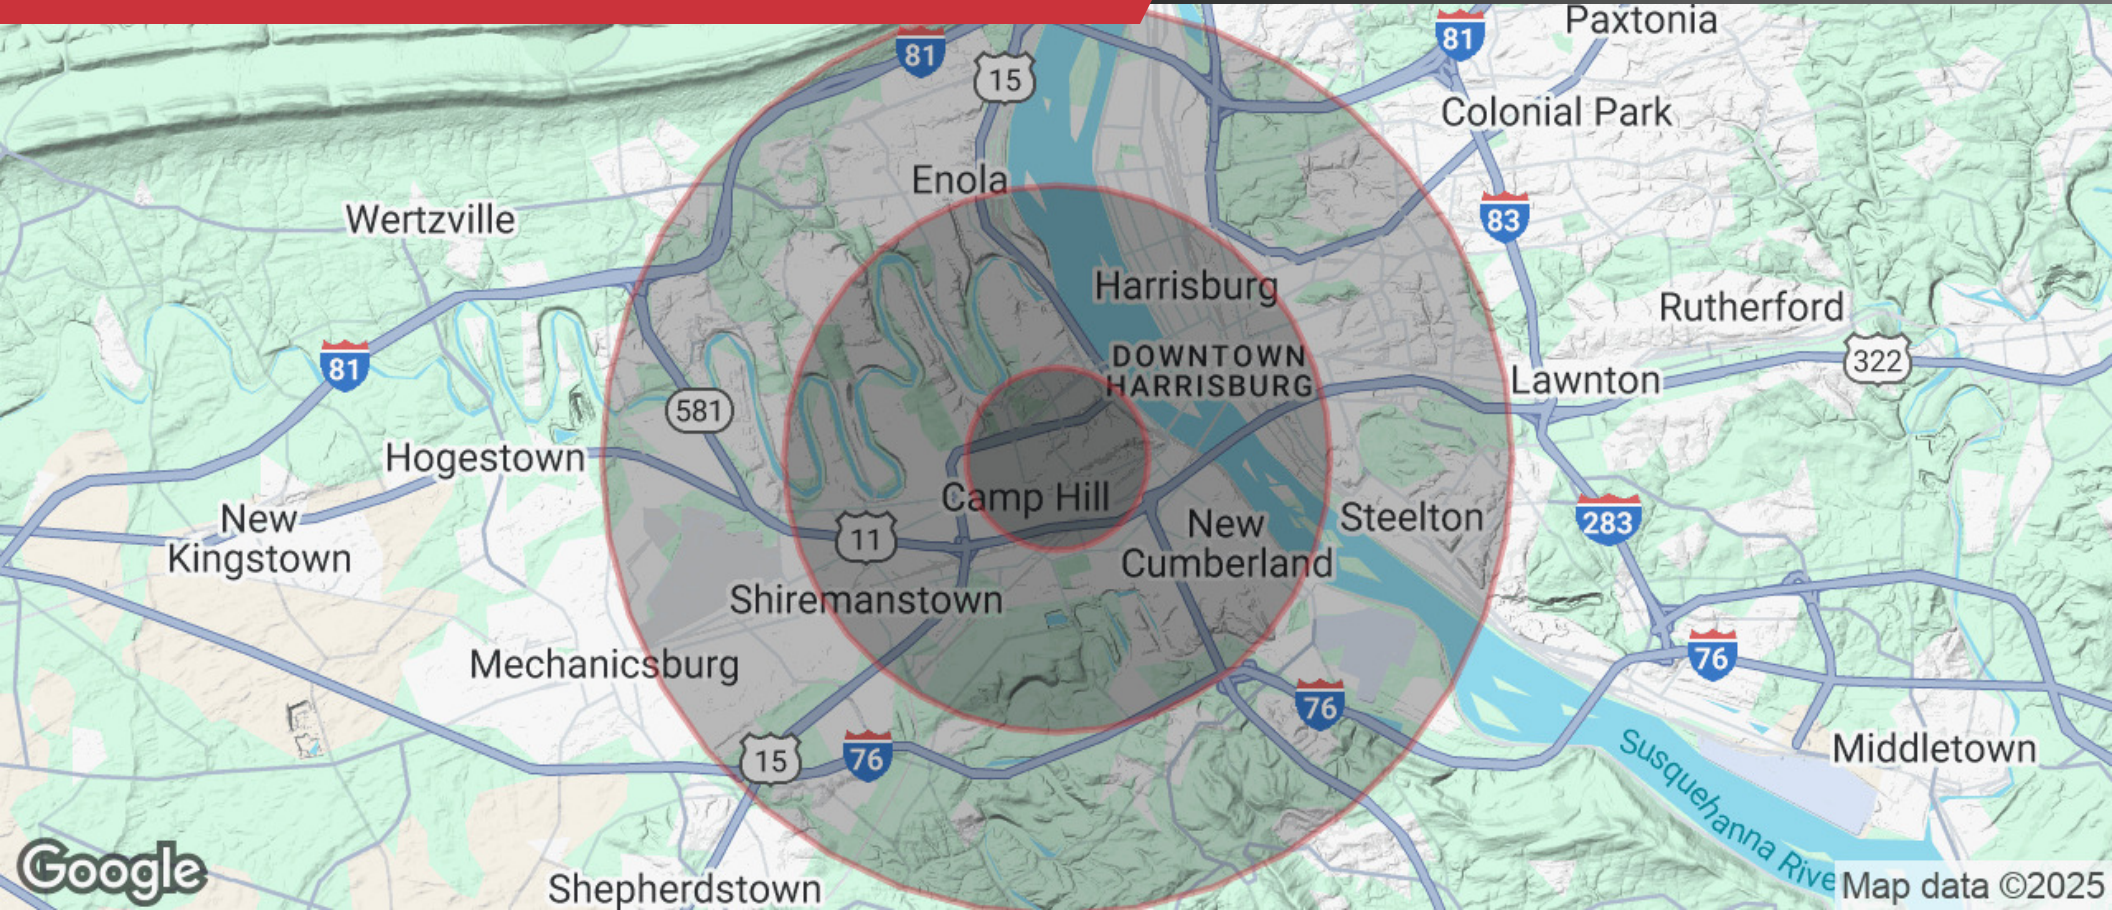 Paxtonia
81
81
15
Colonial Park
Enola
Wertzville
83
Harrisburg
Rutherford
DOWNTOWN
HARRISBURG
322
81
Lawnton
581
Hogestown
Camp Hill
New
Kingstown
11
New
Cumberland
Steelton
283
Shiremanstown
Mechanicsburg
76
76
15
76
Middletown
Susquehanna Rive
Google
Shepherdstown
Map data ©2025